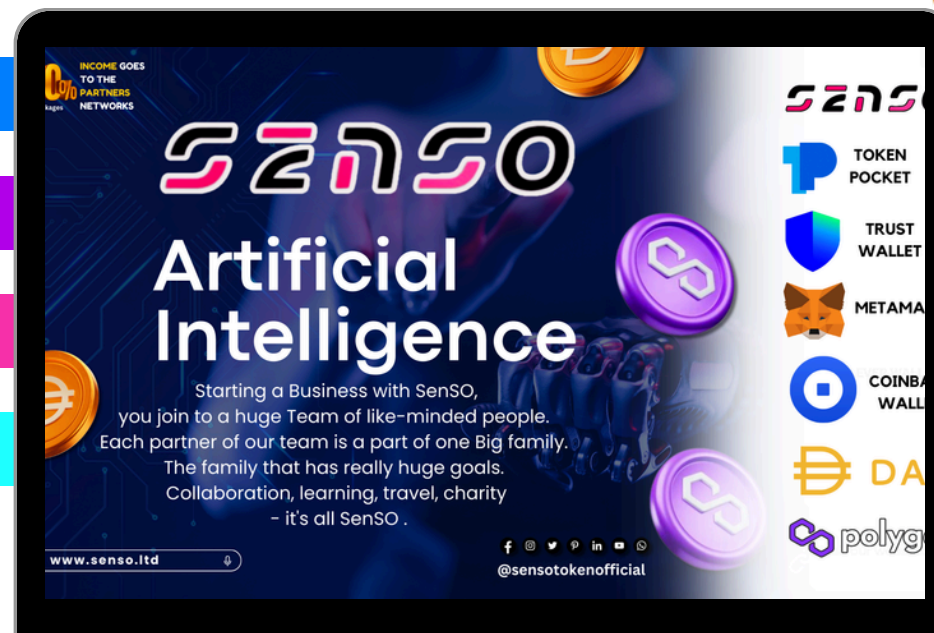 INCOME GOES
TO THE
PARTNERS
NETWORKS
SENSO
Artificial
Intelligence
Starting a Business with SenSO,
you join to a huge Team of like-minded people.
Each partner of our team is a part of one Big family.
The family that has really huge goals.
Collaboration, learning, travel, charity
- it's all SenSO .
www.senso.ltd
@sensotokenofficial
TOKEN
POCKET
TRUST
WALLET